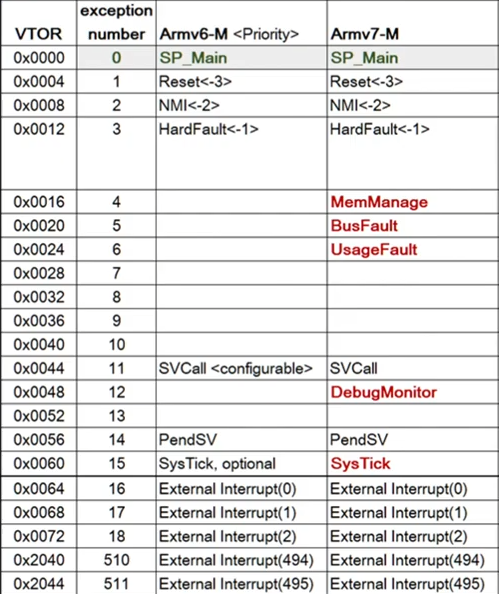 VTOR exception number Armv6-M <Priority> Armv7-M
0x0000 0 SP_Main SP_Main
0x0004 1 Reset<-3> Reset<-3>
0x0008 2 NMI<-2> NMI<-2>
0x0012 3 HardFault<-1> HardFault<-1>
0x0016 4 MemManage
0x0020 5 BusFault
0x0024 6 UsageFault
0x0028 7
0x0032 8
0x0036 9
0x0040 10
0x0044 11 SVCall <configurable> SVCall
0x0048 12 DebugMonitor
0x0052 13
0x0056 14 PendSV PendSV
0x0060 15 SysTick, optional SysTick
0x0064 16 External Interrupt(0) External Interrupt(0)
0x0068 17 External Interrupt(1) External Interrupt(1)
0x0072 18 External Interrupt(2) External Interrupt(2)
0x2040 510 External Interrupt(494) External Interrupt(494)
0x2044 511 External Interrupt(495) External Interrupt(495)